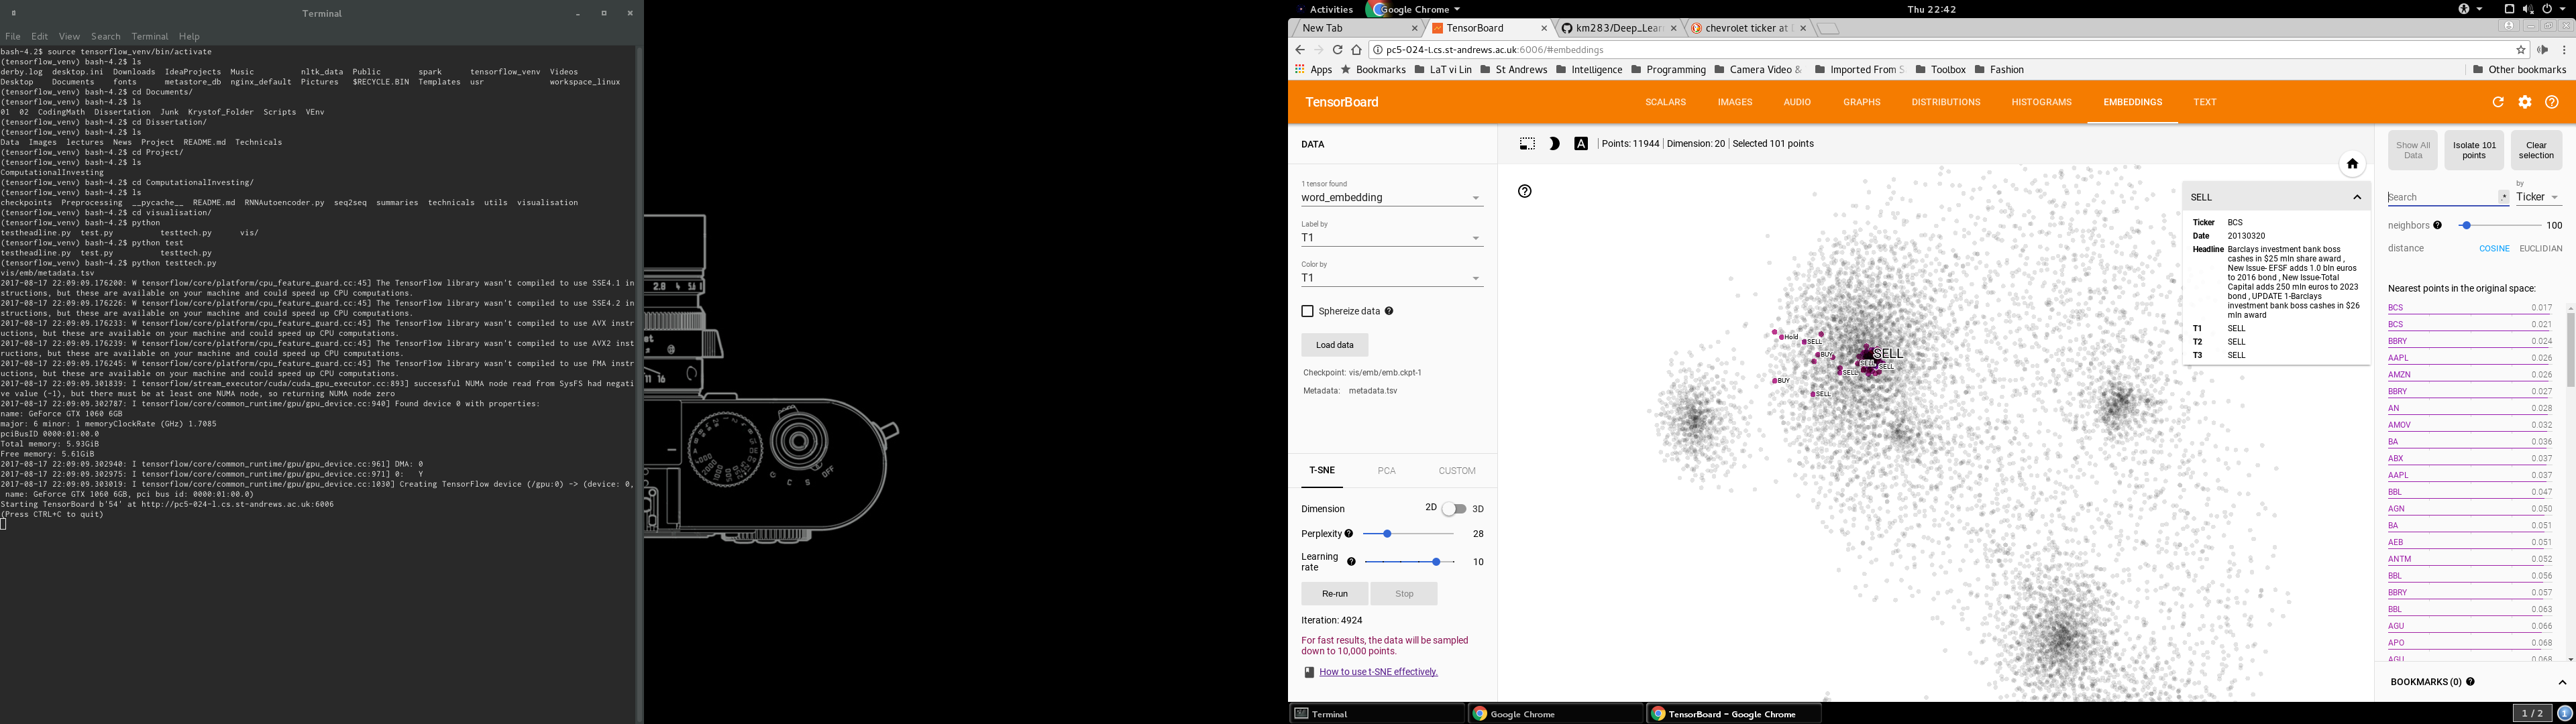 Terminal
File Edit View Search Terminal Help
bash-4.2$ source tensorflow_venv/bin/activate
(tensorflow_venv) bash-4.2$ ls
derby.log desktop.ini Downloads IdeaProjects Music nltk_data Public spark tensorflow_venv Videos
Desktop Documents fonts metastore_db nginx_default Pictures $RECYCLE.BIN Templates usr workspace_linux
(tensorflow_venv) bash-4.2$ cd Documents/
(tensorflow_venv) bash-4.2$ ls
01 02 CodingMath Dissertation Junk Krystof_Folder Scripts VEnv
(tensorflow_venv) bash-4.2$ cd Dissertation/
(tensorflow_venv) bash-4.2$ ls
Data Images lectures News Project README.md Technicals
(tensorflow_venv) bash-4.2$ cd Project/
(tensorflow_venv) bash-4.2$ ls
ComputationalInvesting
(tensorflow_venv) bash-4.2$ cd ComputationalInvesting/
(tensorflow_venv) bash-4.2$ ls
checkpoints Preprocessing __pycache__ README.md RNNAutoencoder.py seq2seq summaries technicals utils visualisation
(tensorflow_venv) bash-4.2$ cd visualisation/
(tensorflow_venv) bash-4.2$ python
testheadline.py test.py testtech.py vis/
(tensorflow_venv) bash-4.2$ python test
testheadline.py test.py testtech.py
(tensorflow_venv) bash-4.2$ python testtech.py
vis/emb/metadata.tsv
2017-08-17 22:09:09.176200: W tensorflow/core/platform/cpu_feature_guard.cc:45] The TensorFlow library wasn't compiled to use SSE4.1 in
structions, but these are available on your machine and could speed up CPU computations.
2017-08-17 22:09:09.176226: W tensorflow/core/platform/cpu_feature_guard.cc:45] The TensorFlow library wasn't compiled to use SSE4.2 in
structions, but these are available on your machine and could speed up CPU computations.
2017-08-17 22:09:09.176233: W tensorflow/core/platform/cpu_feature_guard.cc:45] The TensorFlow library wasn't compiled to use AVX instr
uctions, but these are available on your machine and could speed up CPU computations.
2017-08-17 22:09:09.176239: W tensorflow/core/platform/cpu_feature_guard.cc:45] The TensorFlow library wasn't compiled to use AVX2 inst
ructions, but these are available on your machine and could speed up CPU computations.
2017-08-17 22:09:09.176245: W tensorflow/core/platform/cpu_feature_guard.cc:45] The TensorFlow library wasn't compiled to use FMA instr
uctions, but these are available on your machine and could speed up CPU computations.
2017-08-17 22:09:09.301839: I tensorflow/stream_executor/cuda/cuda_gpu_executor.cc:893] successful NUMA node read from SysFS had negati
ve value (-1), but there must be at least one NUMA node, so returning NUMA node zero
2017-08-17 22:09:09.302787: I tensorflow/core/common_runtime/gpu/gpu_device.cc:940] Found device 0 with properties:
name: GeForce GTX 1060 6GB
major: 6 minor: 1 memoryClockRate (GHz) 1.7085
pciBusID 0000:01:00.0
Total memory: 5.93GiB
Free memory: 5.61GiB
2017-08-17 22:09:09.302940: I tensorflow/core/common_runtime/gpu/gpu_device.cc:961] DMA: 0
2017-08-17 22:09:09.302975: I tensorflow/core/common_runtime/gpu/gpu_device.cc:971] 0: Y
2017-08-17 22:09:09.303019: I tensorflow/core/common_runtime/gpu/gpu_device.cc:1030] Creating TensorFlow device (/gpu:0) -> (device: 0,
name: GeForce GTX 1060 6GB, pci bus id: 0000:01:00.0)
Starting TensorBoard b'54' at http://pc5-024-l.cs.st-andrews.ac.uk:6006
(Press CTRL+C to quit)
2.8 4 5.6
11 16
OFF
Activities Google Chrome Thu 22:42
New Tab TensorBoard km283/Deep_Lear chevrolet ticker at
pc5-024-l.cs.st-andrews.ac.uk:6006/#embeddings
Apps Bookmarks LaT vi Lin St Andrews Intelligence Programming Camera Video & Imported From S Toolbox Fashion Other bookmarks
TensorBoard SCALARS IMAGES AUDIO GRAPHS DISTRIBUTIONS HISTOGRAMS EMBEDDINGS TEXT
DATA
1 tensor found
word_embedding
Label by
T1
Color by
T1
Sphereize data
Load data
Checkpoint: vis/emb/emb.ckpt-1
Metadata: metadata.tsv
T-SNE PCA CUSTOM
Dimension 2D 3D
Perplexity 28
Learning rate 10
Re-run Stop
Iteration: 4924
For fast results, the data will be sampled
down to 10,000 points.
How to use t-SNE effectively.
A Points: 11944 Dimension: 20 Selected 101 points
Hold
SELL
BUY
SELL
SELL
SELL
SELL
BUY
SELL
SELL
Ticker BCS
Date 20130320
Headline Barclays investment bank boss
cashes in $25 mln share award ,
New Issue- EFSF adds 1.0 bln euros
to 2016 bond , New Issue-Total
Capital adds 250 mln euros to 2023
bond , UPDATE 1-Barclays
investment bank boss cashes in $26
mln award
T1 SELL
T2 SELL
T3 SELL
Show All Data
Isolate 101 points
Clear selection
Search .* by Ticker
neighbors 100
distance COSINE EUCLIDIAN
Nearest points in the original space:
BCS 0.017
BCS 0.021
BBRY 0.024
AAPL 0.026
AMZN 0.026
BBRY 0.027
AN 0.028
AMOV 0.032
BA 0.036
ABX 0.037
AAPL 0.037
BBL 0.047
AGN 0.050
BA 0.051
AEB 0.051
ANTM 0.052
BBL 0.056
BBRY 0.057
BBL 0.063
AGU 0.066
APO 0.068
AGU 0.068
BOOKMARKS (0)
Terminal Google Chrome TensorBoard - Google Chrome 1 / 2